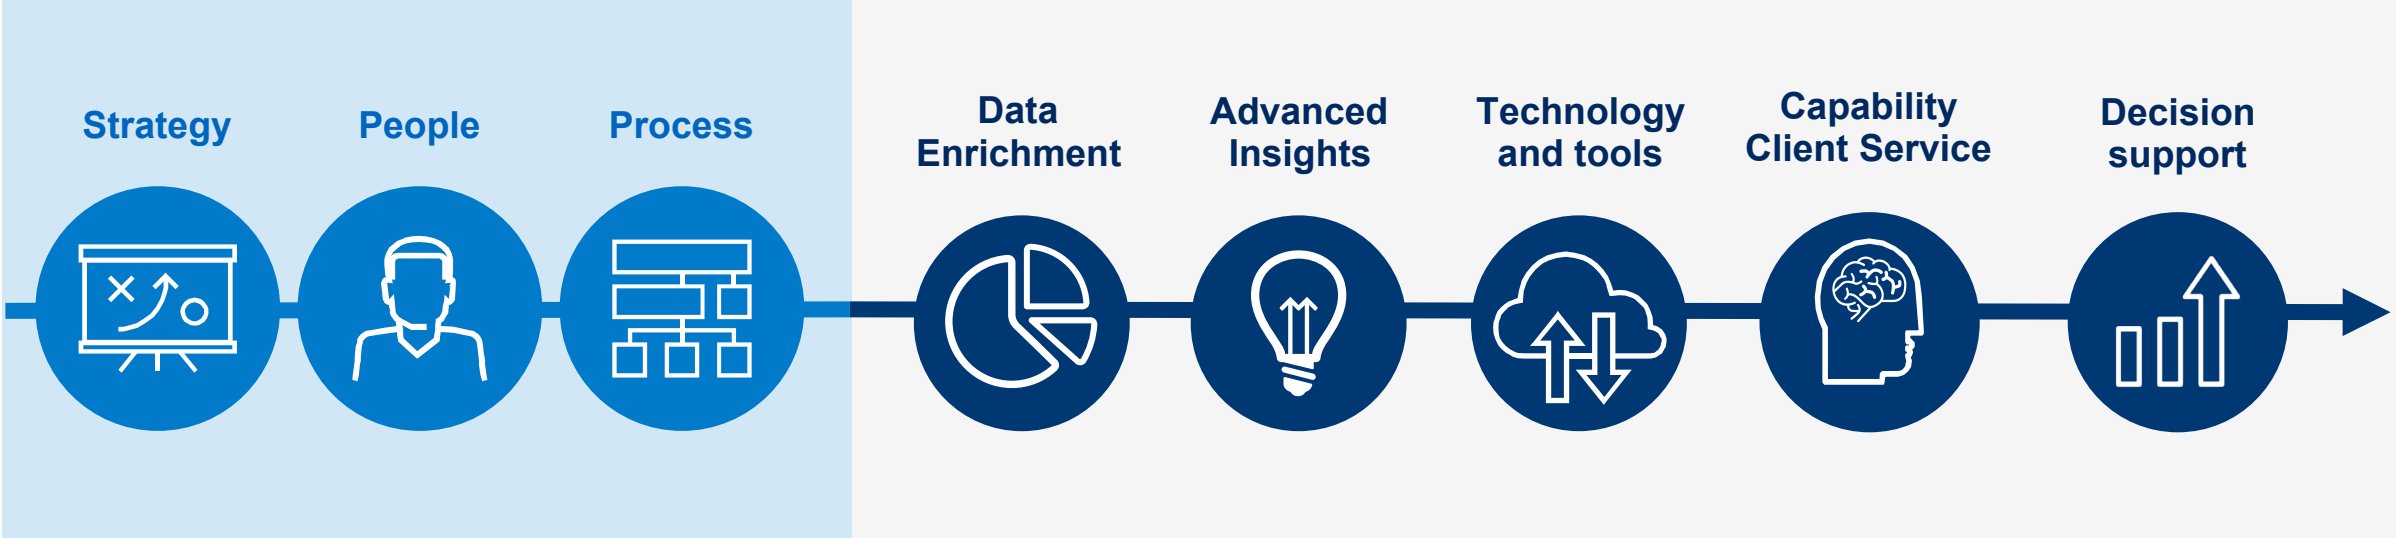 Strategy
People
Process
Data
Enrichment
Advanced
Insights
Technology
and tools
Capability
Client Service
Decision
support